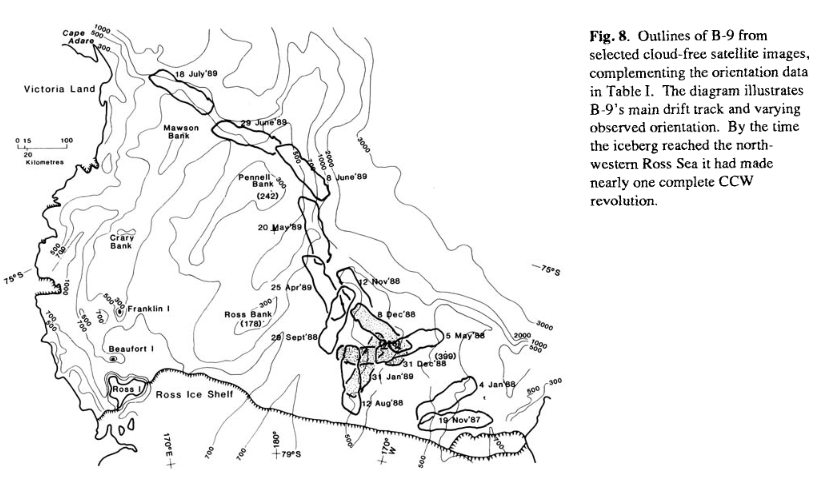 Cape
Adare
1000
500
300
Victoria Land
18 July'89
Mawson
Bank
29 June'89
0 15 100
20
Kilometres
500
700
1000
2000
3000
8 June'89
Pennell
Bank
(242)
300
20 May'89
Crary
Bank
500
700
75°S
1000
75°S
25 Apr'89
12 Nov'88
500
300
700
500
700
Franklin I
Ross Bank
(178)
300
8 Dec'88
28 Sept'88
5 May'88
3000
2000
1000
500
700
500
Beaufort I
(399)
31 Dec'88
31 Jan'89
Ross I
Ross Ice Shelf
12 Aug'88
4 Jan'88
500
300
19 Nov'87
170°E
700
700
180°
79°S
500
170°
W
500
700
Fig. 8. Outlines of B-9 from
selected cloud-free satellite images,
complementing the orientation data
in Table I. The diagram illustrates
B-9's main drift track and varying
observed orientation. By the time
the iceberg reached the north-
western Ross Sea it had made
nearly one complete CCW
revolution.